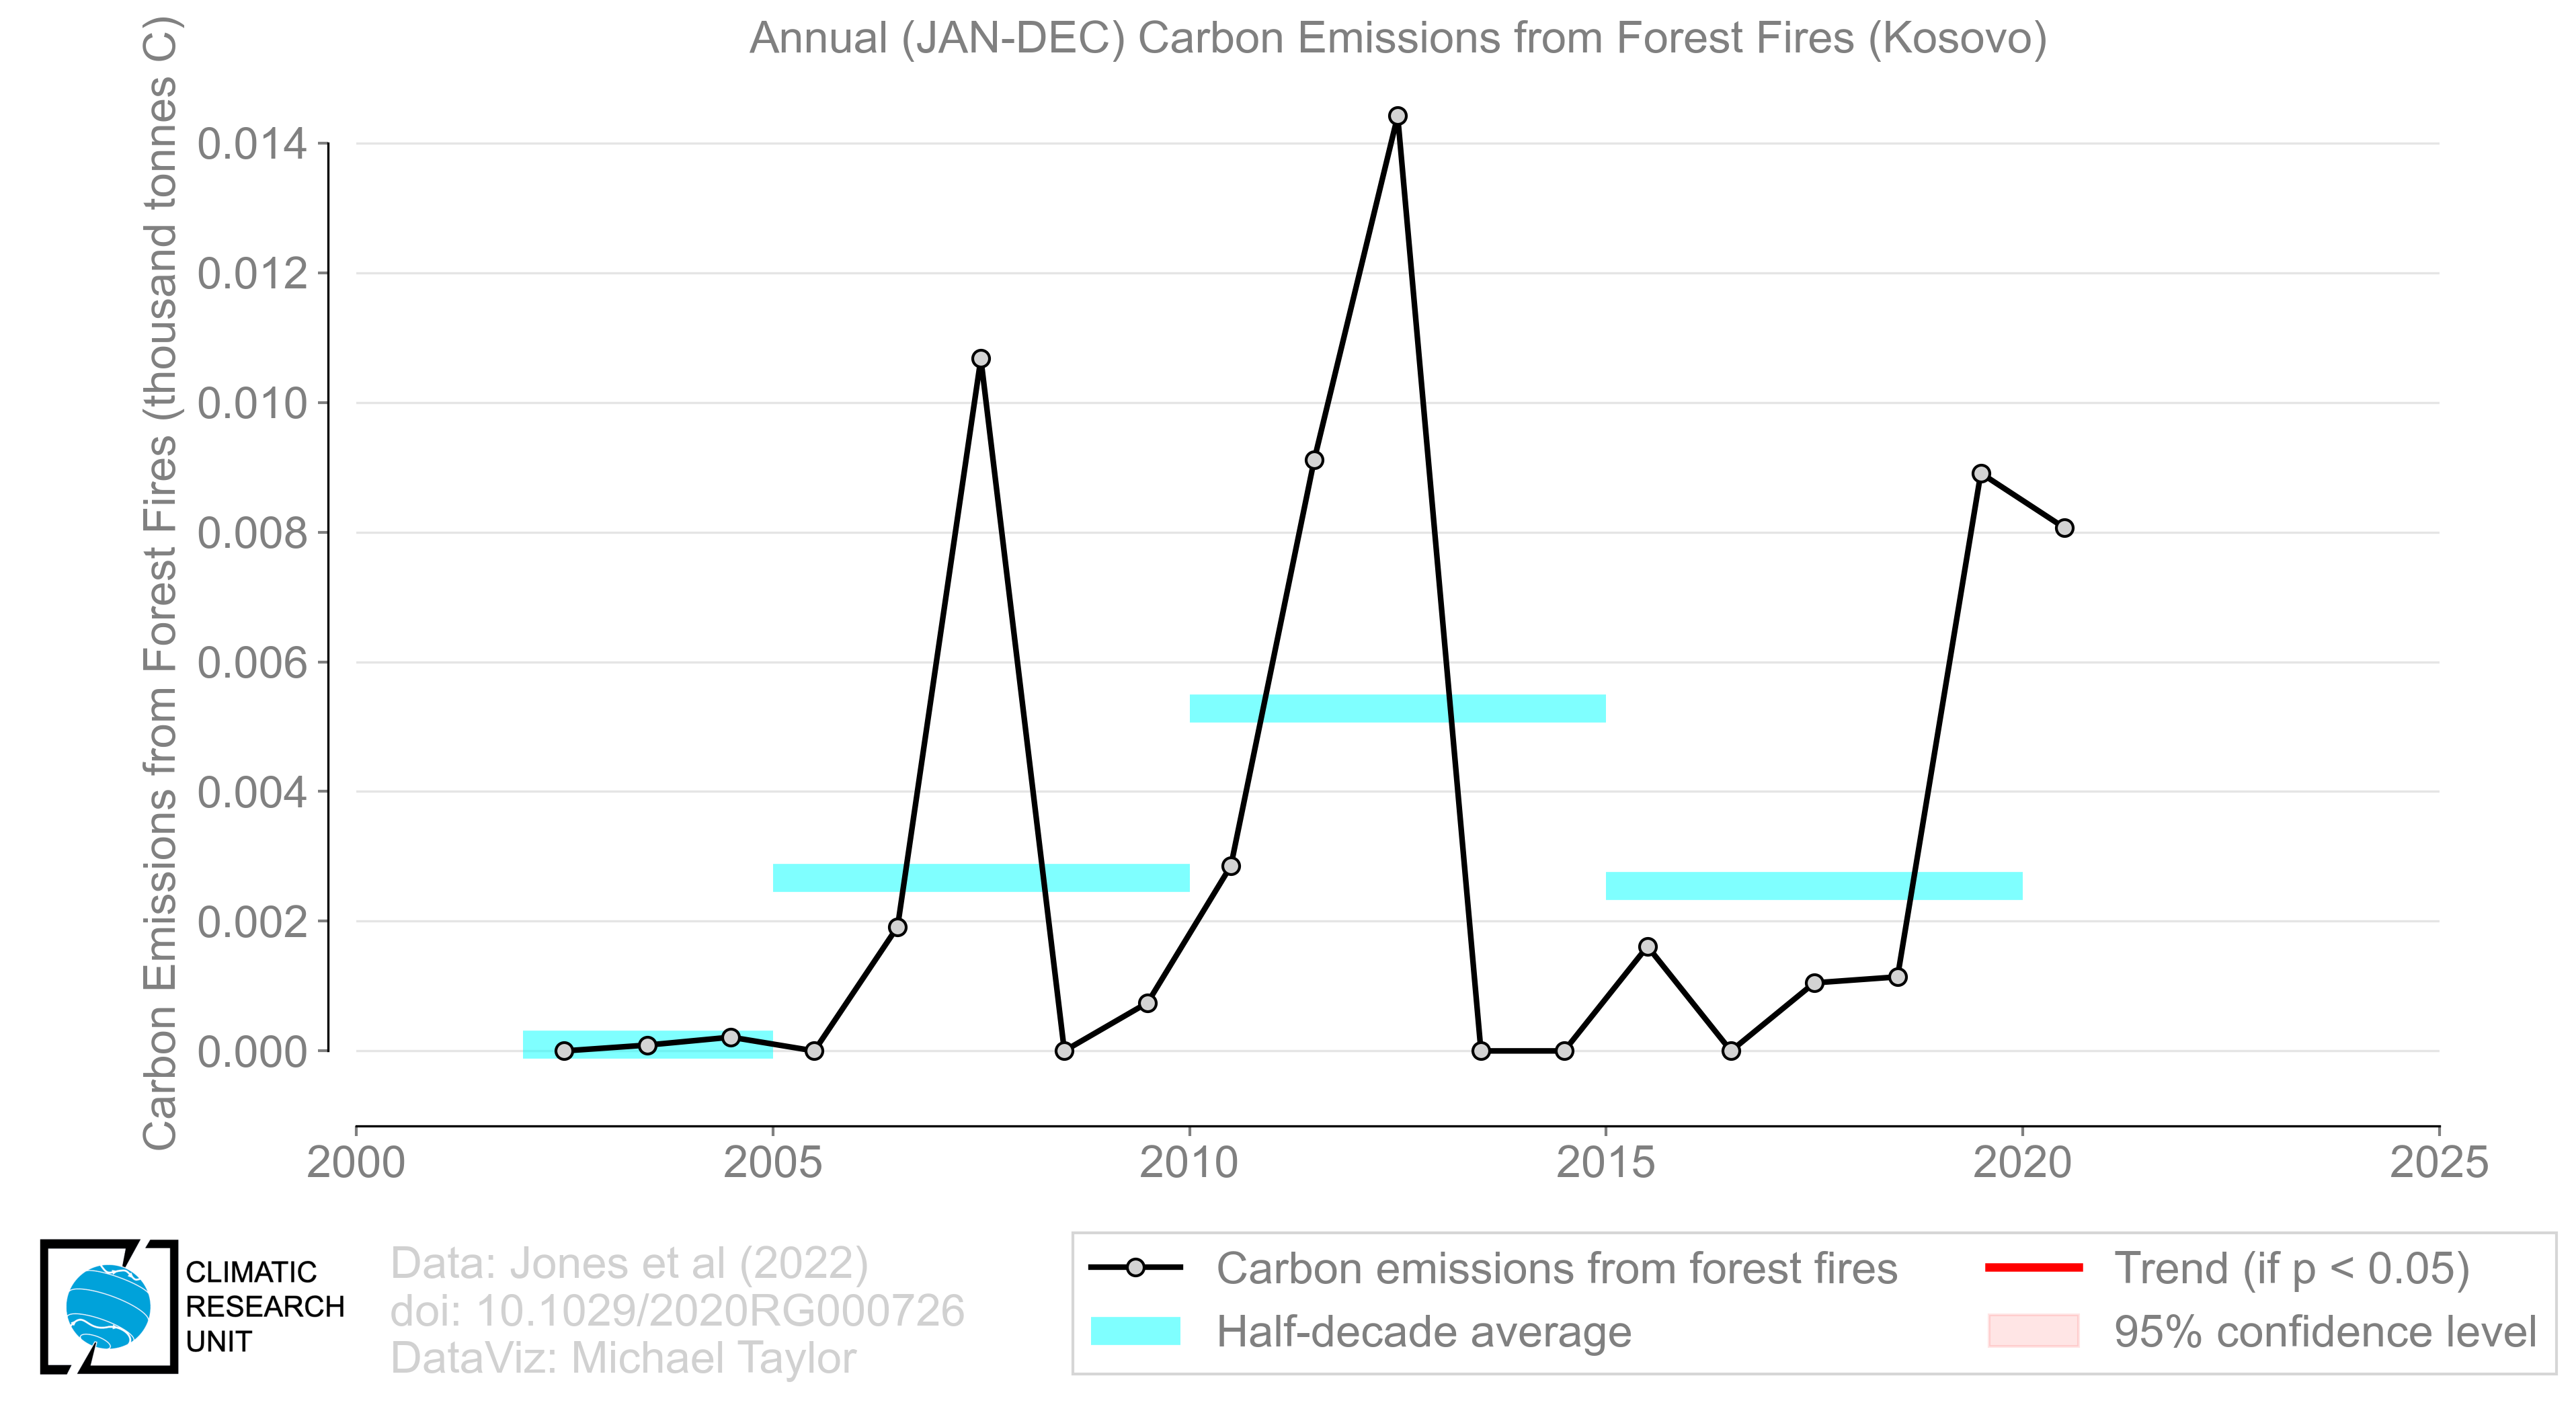 Annual (JAN-DEC) Carbon Emissions from Forest Fires (Kosovo)
Carbon Emissions from Forest Fires (thousand tonnes C)
0.014
0.012
0.010
0.008
0.006
0.004
0.002
0.000
2000 2005 2010 2015 2020 2025
CLIMATIC
RESEARCH
UNIT
Data: Jones et al (2022)
doi: 10.1029/2020RG000726
DataViz: Michael Taylor
Carbon emissions from forest fires
Half-decade average
Trend (if p < 0.05)
95% confidence level